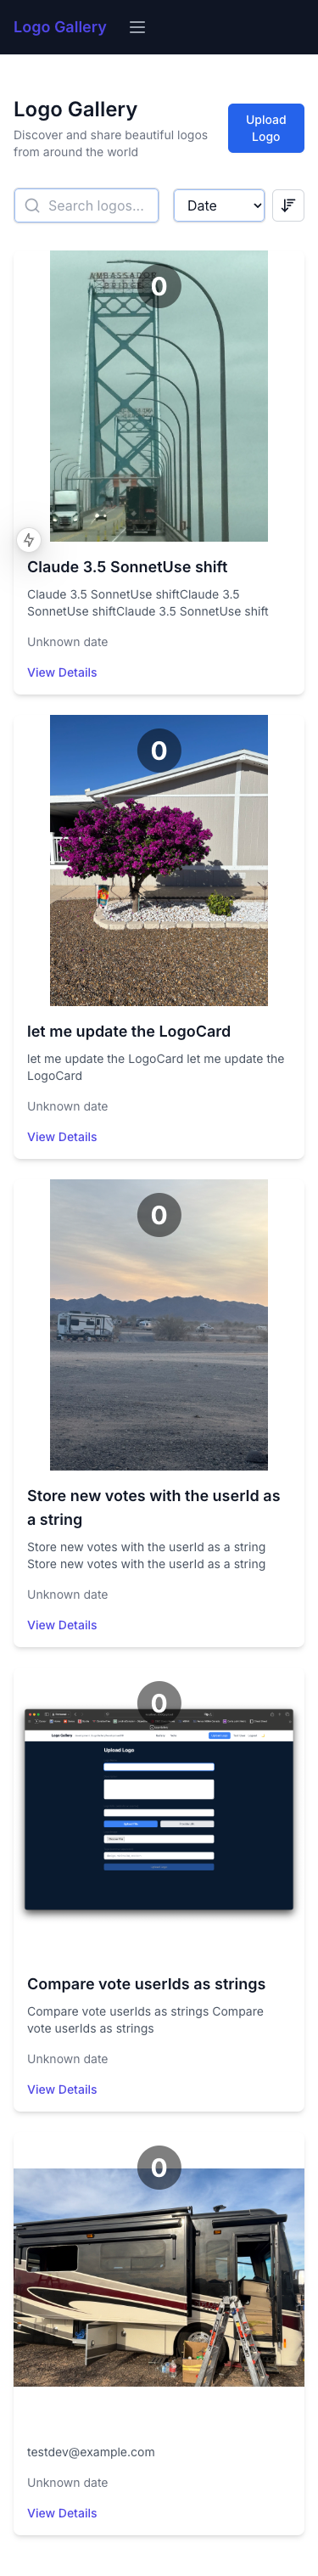 Logo Gallery
Logo Gallery
Discover and share beautiful logos
from around the world
Upload
Logo
Search logos...
Date
AMBASSADOR
BRIDGE
0
Claude 3.5 SonnetUse shift
Claude 3.5 SonnetUse shiftClaude 3.5
SonnetUse shiftClaude 3.5 SonnetUse shift
Unknown date
View Details
0
let me update the LogoCard
let me update the LogoCard let me update the
LogoCard
Unknown date
View Details
0
Store new votes with the userId as
a string
Store new votes with the userId as a string
Store new votes with the userId as a string
Unknown date
View Details
0
Logo Gallery
Upload Logo
Compare vote userIds as strings
Compare vote userIds as strings Compare
vote userIds as strings
Unknown date
View Details
0
testdev@example.com
Unknown date
View Details